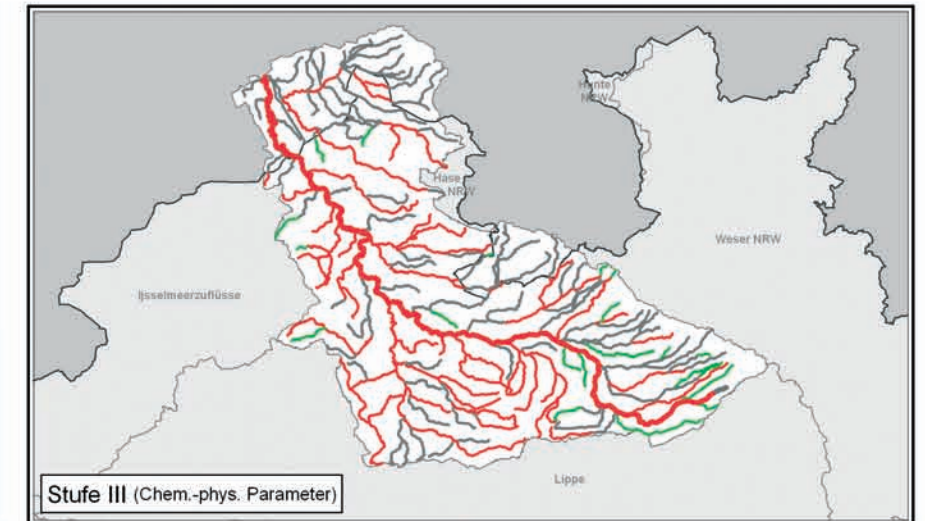 Hunte
NRW
Hase
NRW
Weser NRW
Ijsselmeerzuflüsse
Lippe
Stufe III (Chem.-phys. Parameter)